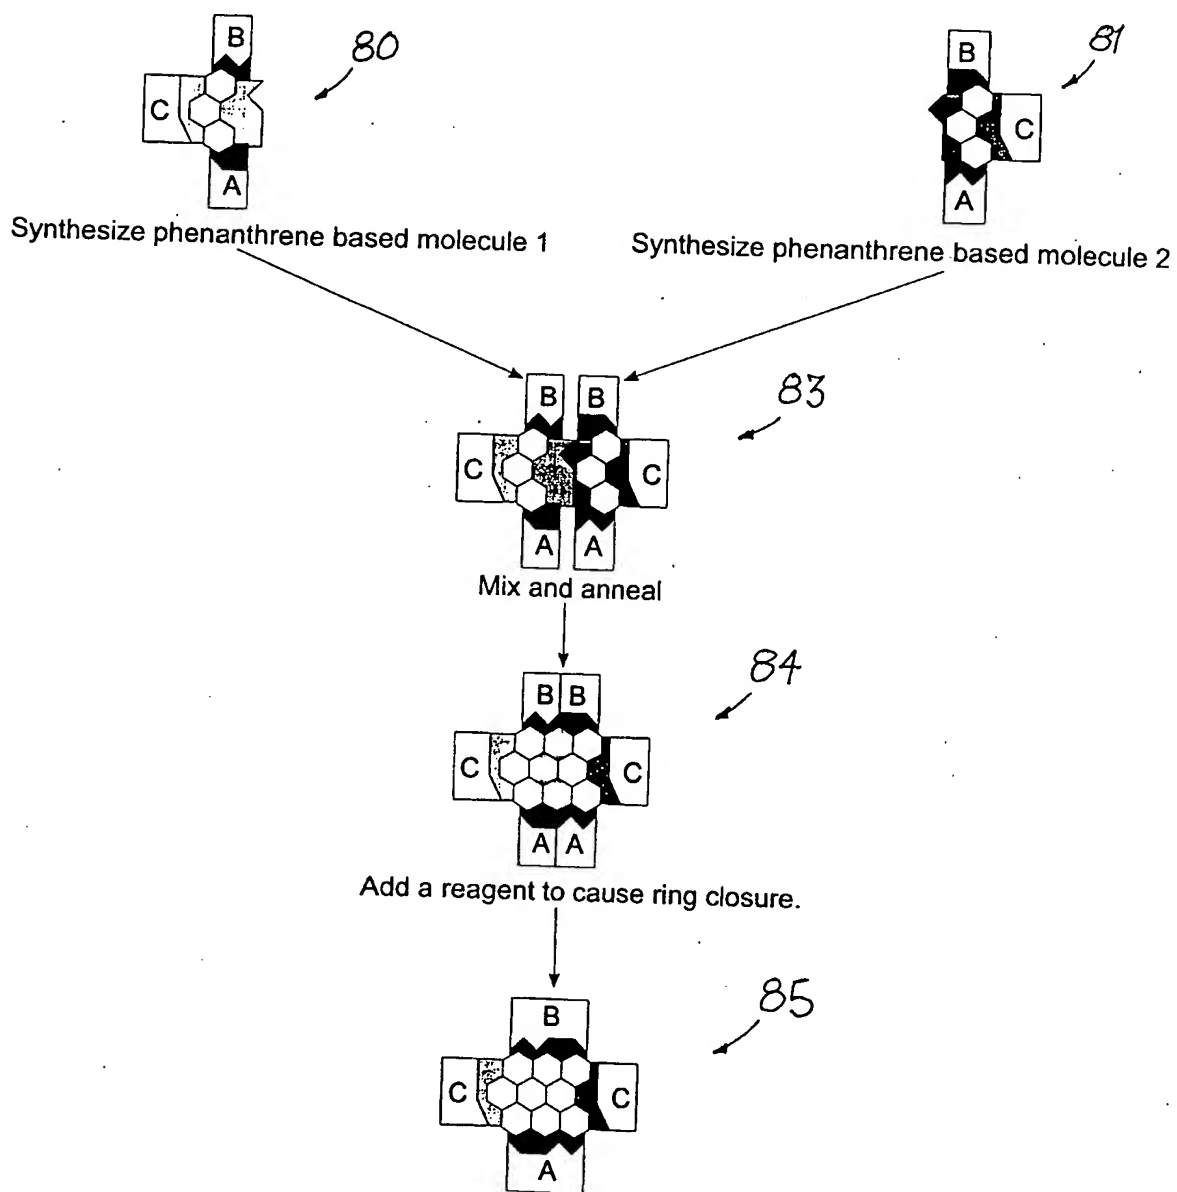 B
80
C
A
Synthesize phenanthrene based molecule 1
81
B
C
A
Synthesize phenanthrene based molecule 2
B B
83
C C
A A
Mix and anneal
84
B B
C C
A A
Add a reagent to cause ring closure.
85
B
C C
A